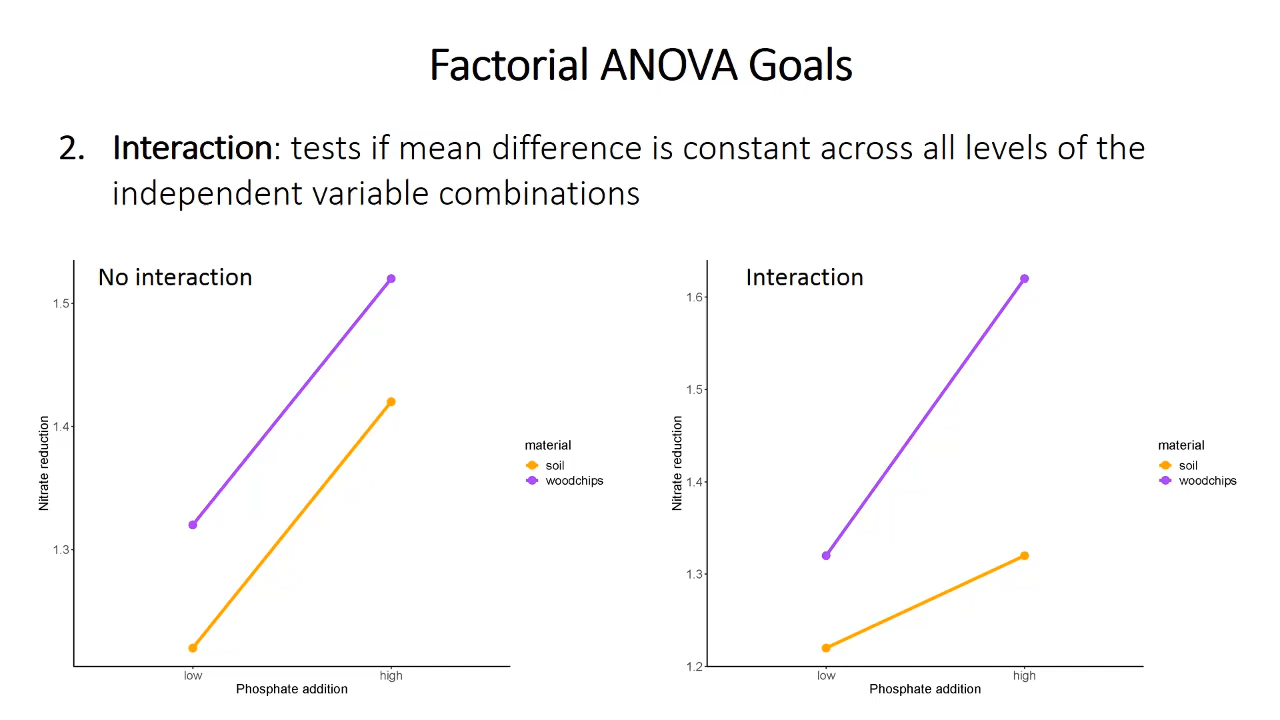 Factorial ANOVA Goals
2. Interaction: tests if mean difference is constant across all levels of the
independent variable combinations
No interaction
1.5
1.4
1.3
Nitrate reduction
low high
Phosphate addition
material
soil
woodchips
Interaction
1.6
1.5
1.4
1.3
1.2
Nitrate reduction
low high
Phosphate addition
material
soil
woodchips